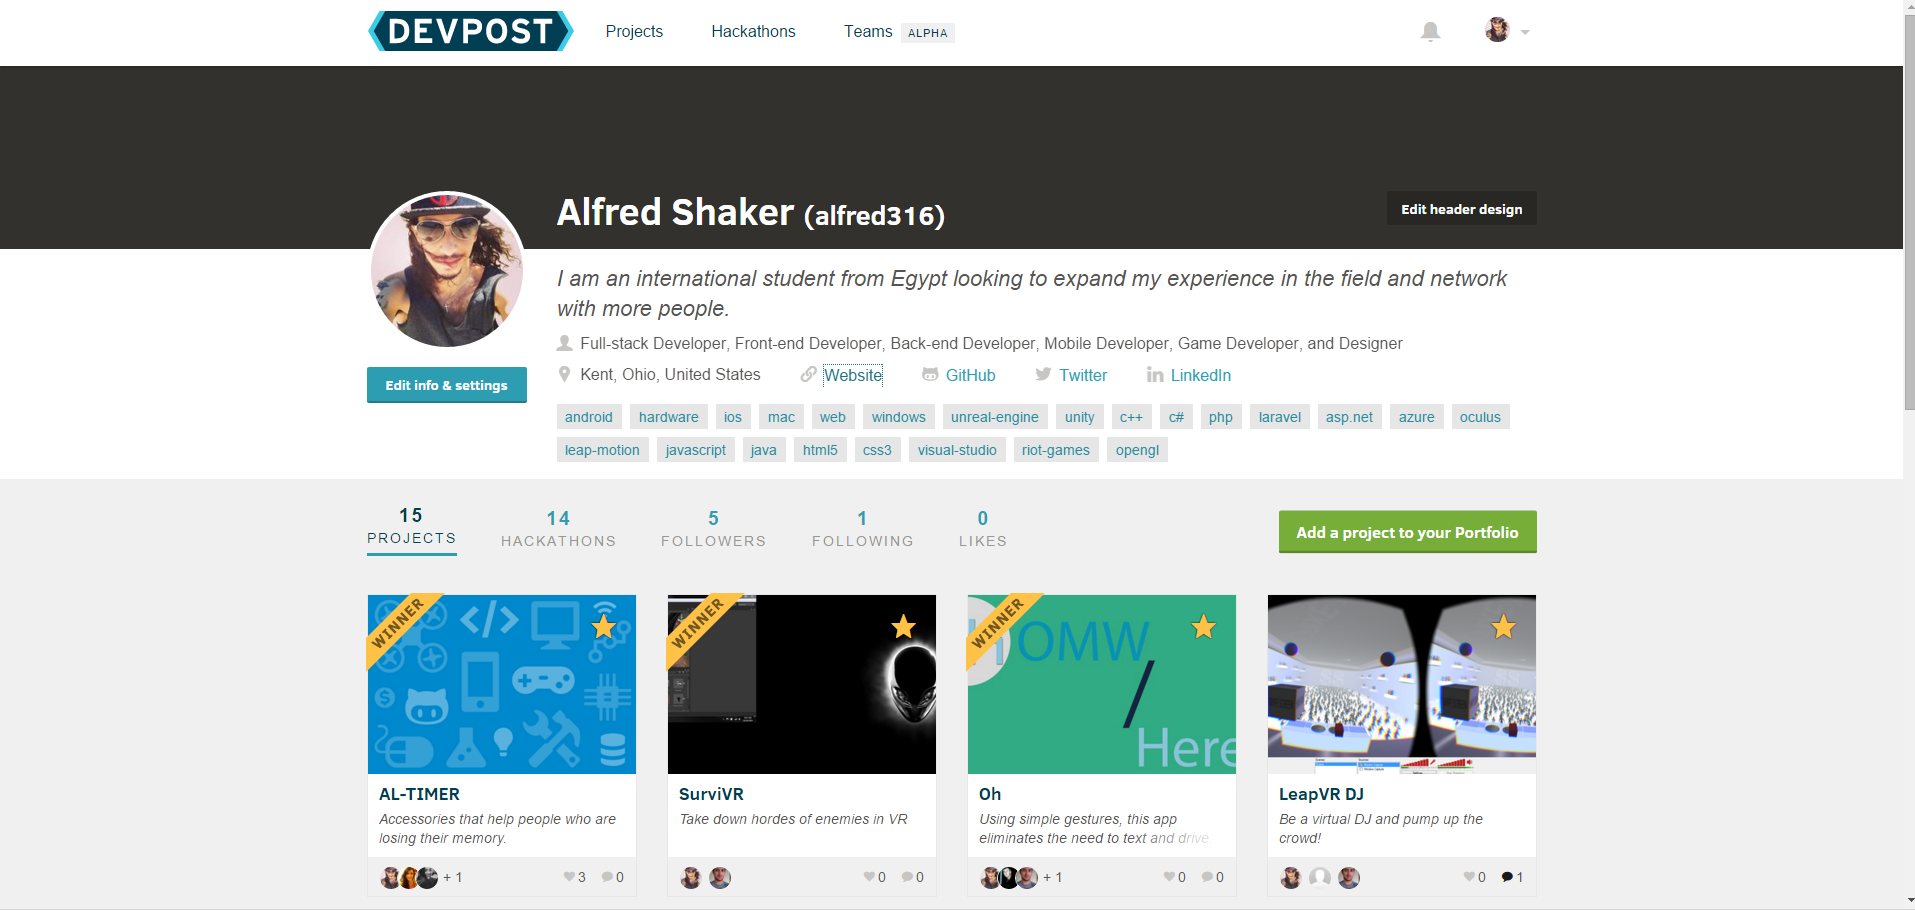 DEVPOST
Projects
Hackathons
Teams ALPHA
Alfred Shaker (alfred316)
Edit header design
I am an international student from Egypt looking to expand my experience in the field and network
with more people.
Full-stack Developer, Front-end Developer, Back-end Developer, Mobile Developer, Game Developer, and Designer
Edit info & settings
Kent, Ohio, United States Website GitHub Twitter LinkedIn
android hardware ios mac web windows unreal-engine unity c++ c# php laravel asp.net azure oculus
leap-motion javascript java html5 css3 visual-studio riot-games opengl
15 PROJECTS
14 HACKATHONS
5 FOLLOWERS
1 FOLLOWING
0 LIKES
Add a project to your Portfolio
WINNER
AL-TIMER
Accessories that help people who are
losing their memory.
+ 1 3 0
WINNER
SurviVR
Take down hordes of enemies in VR
0 0
WINNER
HOMW
/
Here
Oh
Using simple gestures, this app
eliminates the need to text and drive
+ 1 0 0
LeapVR DJ
Be a virtual DJ and pump up the
crowd!
0 1